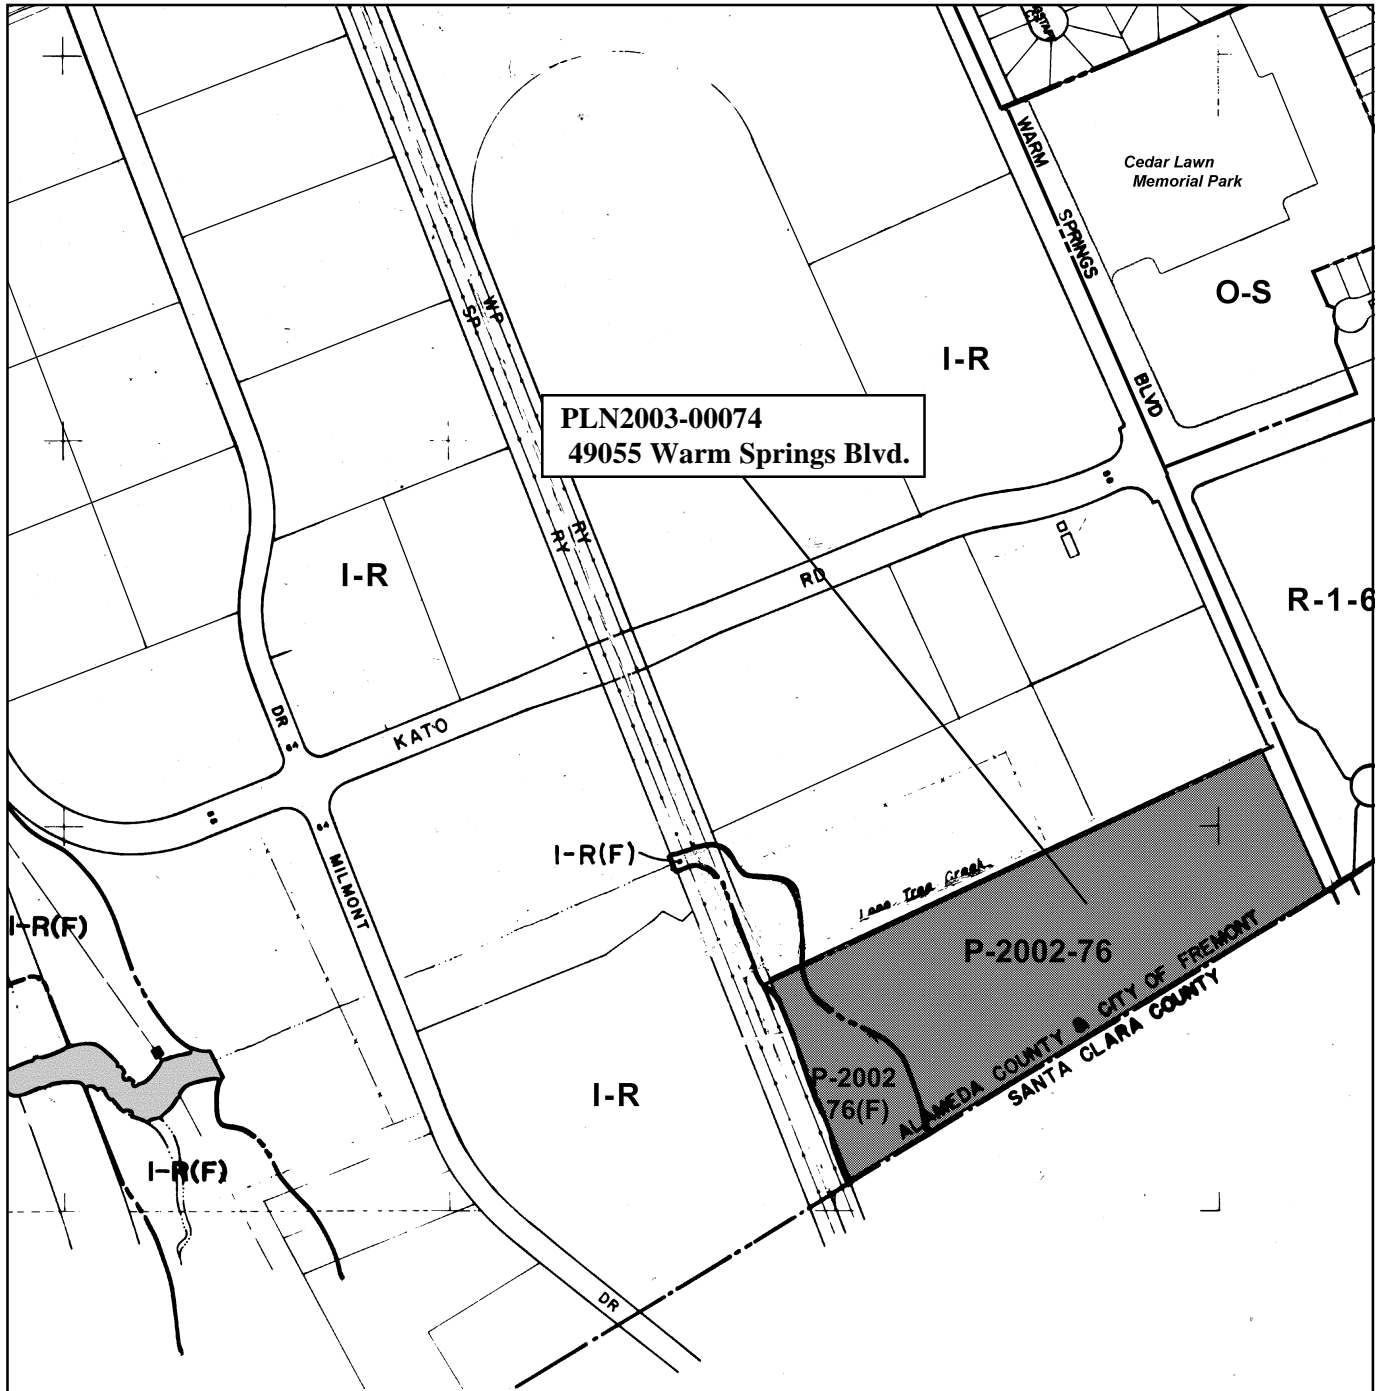 WARM
SPRINGS
BLVD
Cedar Lawn
Memorial Park
O-S
I-R
WP
SP.
PLN2003-00074
49055 Warm Springs Blvd.
RY
RY
I-R
RD
R-1-6
DR
64
KATO
64
MILMONT
I-R(F)
Lone Tree Creek
I-R(F)
P-2002-76
ALAMEDA COUNTY & CITY OF FREMONT
SANTA CLARA COUNTY
P-2002
-76(F)
I-R
I-R(F)
DR